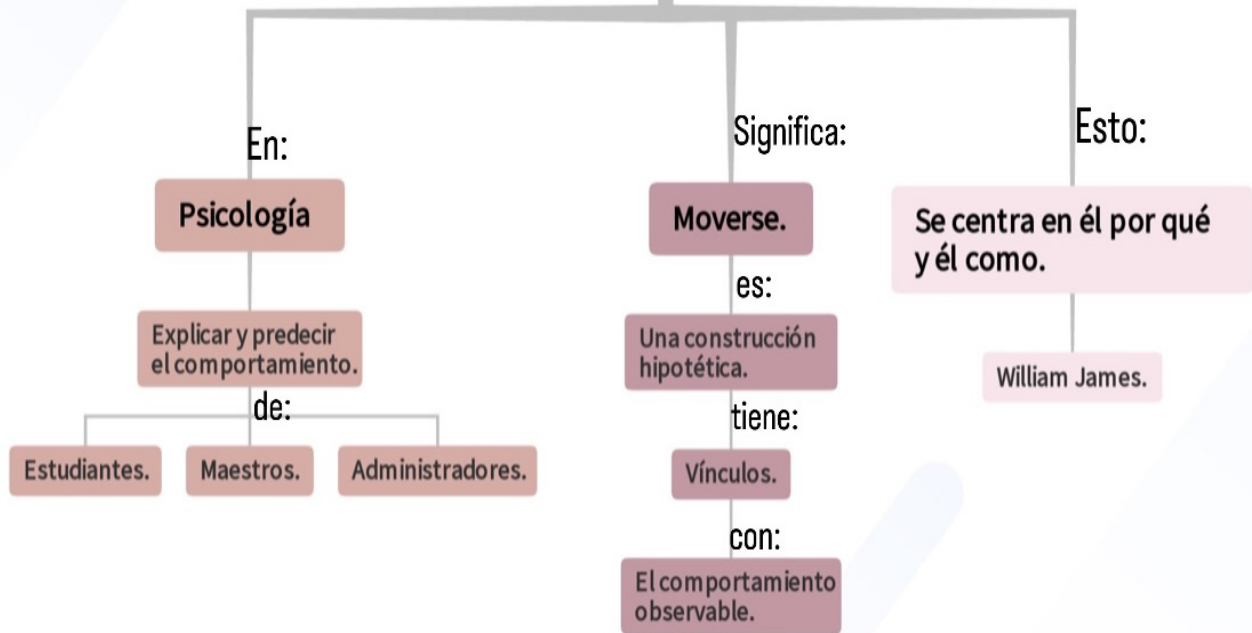 En:
Psicología
Explicar y predecir
el comportamiento.
de:
Estudiantes.
Maestros.
Administradores.
Significa:
Moverse.
es:
Una construcción
hipotética.
tiene:
Vínculos.
con:
El comportamiento
observable.
Esto:
Se centra en él por qué
y él como.
William James.